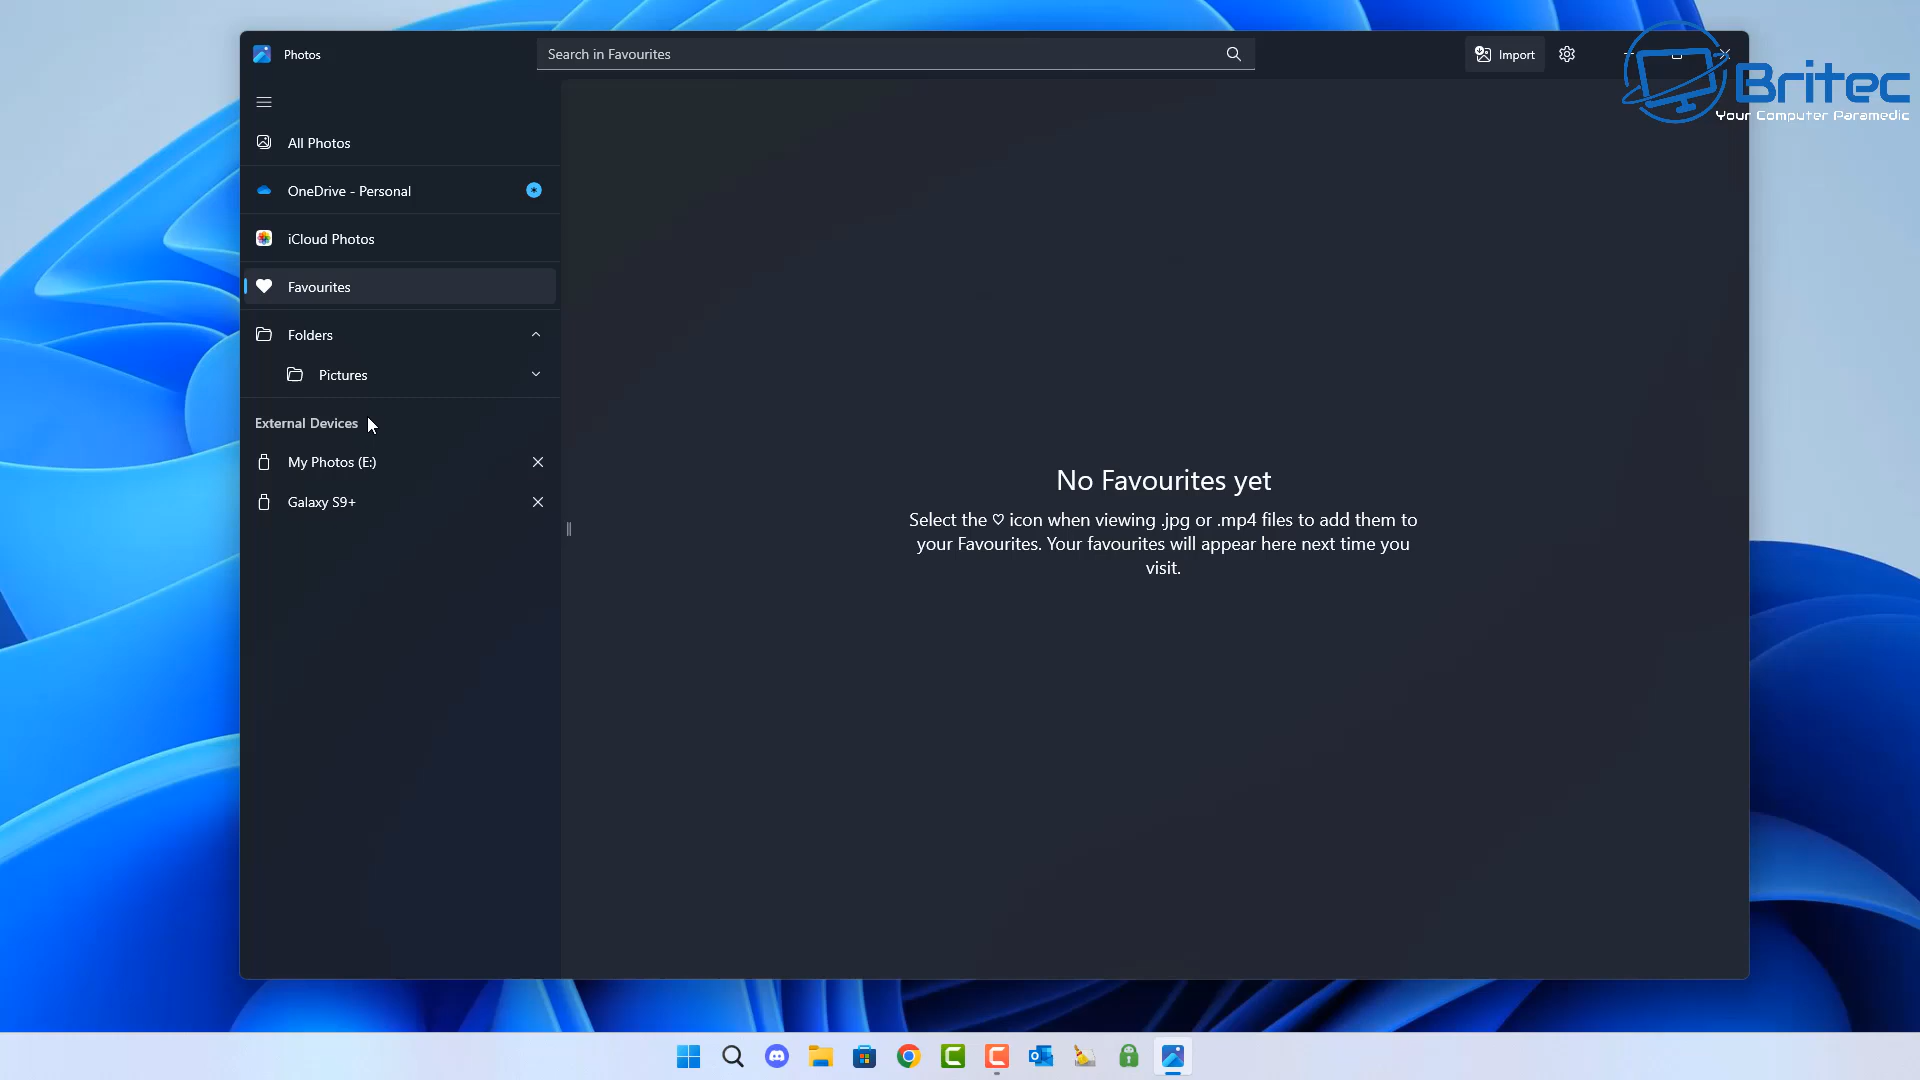 Photos
Search in Favourites
Import
Britec
Your Computer Paramedic
All Photos
OneDrive - Personal
iCloud Photos
Favourites
Folders
Pictures
External Devices
My Photos (E:)
Galaxy S9+
No Favourites yet
Select the ♡ icon when viewing .jpg or .mp4 files to add them to
your Favourites. Your favourites will appear here next time you
visit.